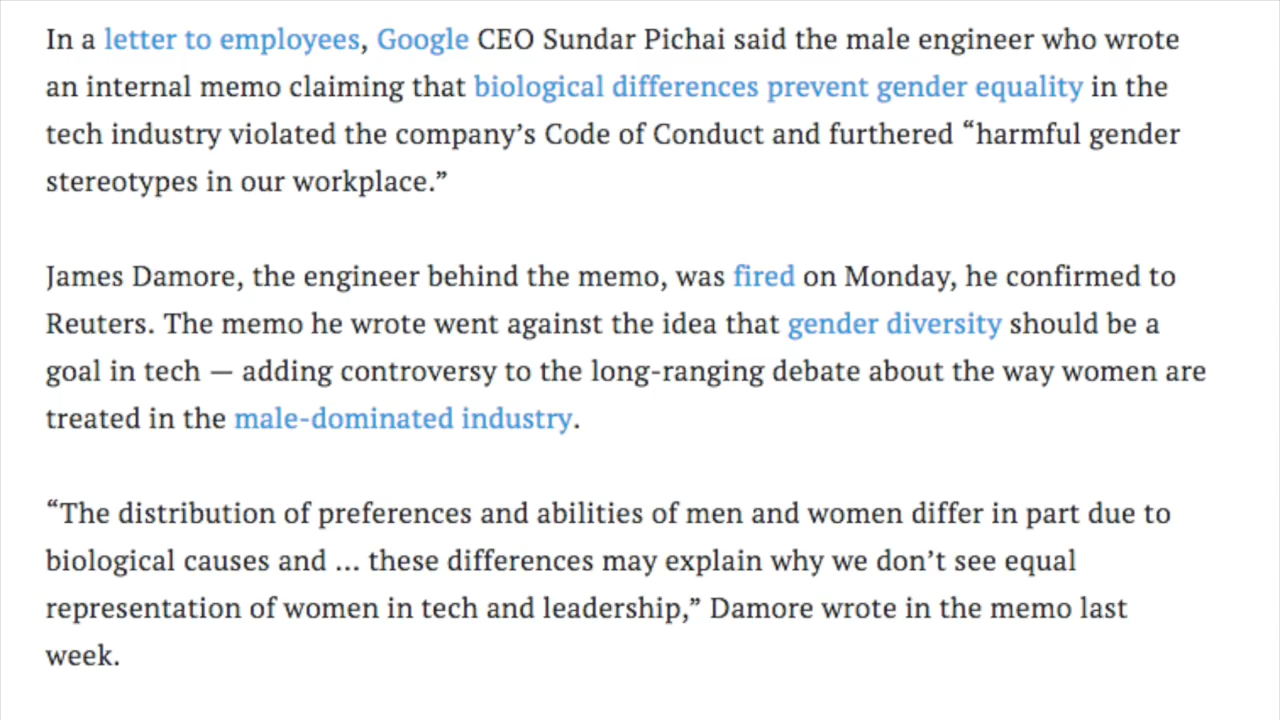 In a letter to employees, Google CEO Sundar Pichai said the male engineer who wrote
an internal memo claiming that biological differences prevent gender equality in the
tech industry violated the company’s Code of Conduct and furthered “harmful gender
stereotypes in our workplace.”
James Damore, the engineer behind the memo, was fired on Monday, he confirmed to
Reuters. The memo he wrote went against the idea that gender diversity should be a
goal in tech — adding controversy to the long-ranging debate about the way women are
treated in the male-dominated industry.
“The distribution of preferences and abilities of men and women differ in part due to
biological causes and ... these differences may explain why we don’t see equal
representation of women in tech and leadership,” Damore wrote in the memo last
week.